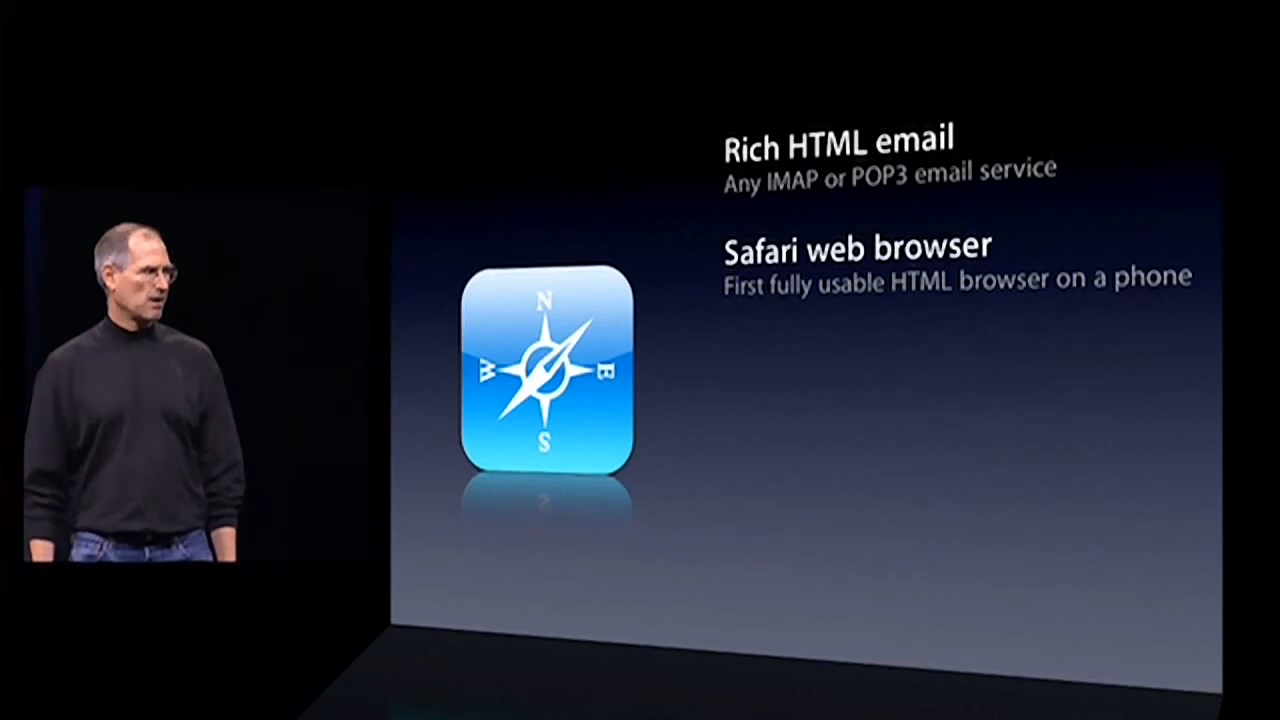 Rich HTML email
Any IMAP or POP3 email service
Safari web browser
First fully usable HTML browser on a phone
N
W E
S